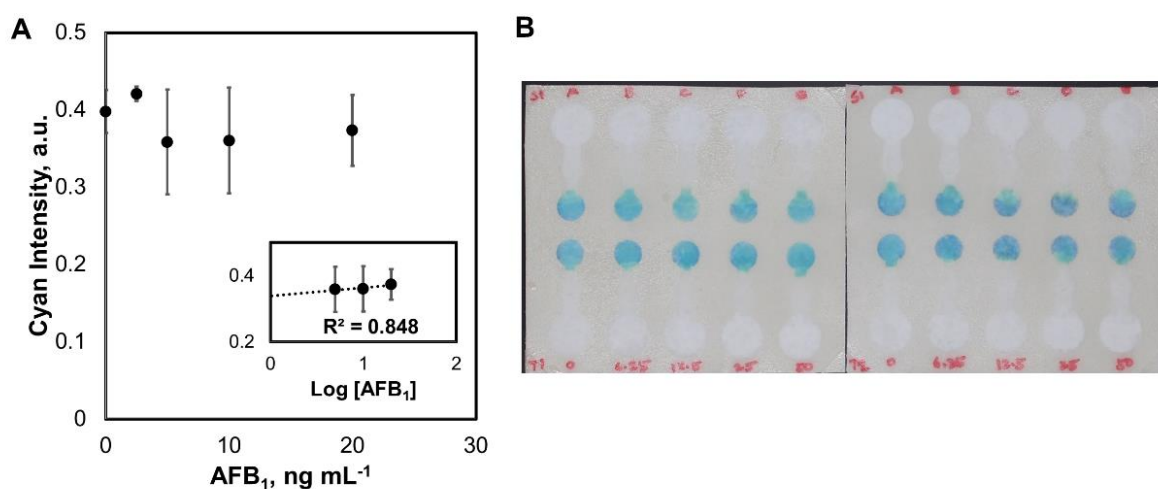 A
B
0.5
0.4
0.3
0.2
0.1
0
Cyan Intensity, a.u.
0 10 20 30
AFB₁, ng mL⁻¹
0.4
0.2
R² = 0.848
0 1 2
Log [AFB₁]
S1 A B C D
S1 A B C D
T1 0 6.25 12.5 25 50
T2 0 6.25 12.5 25 50